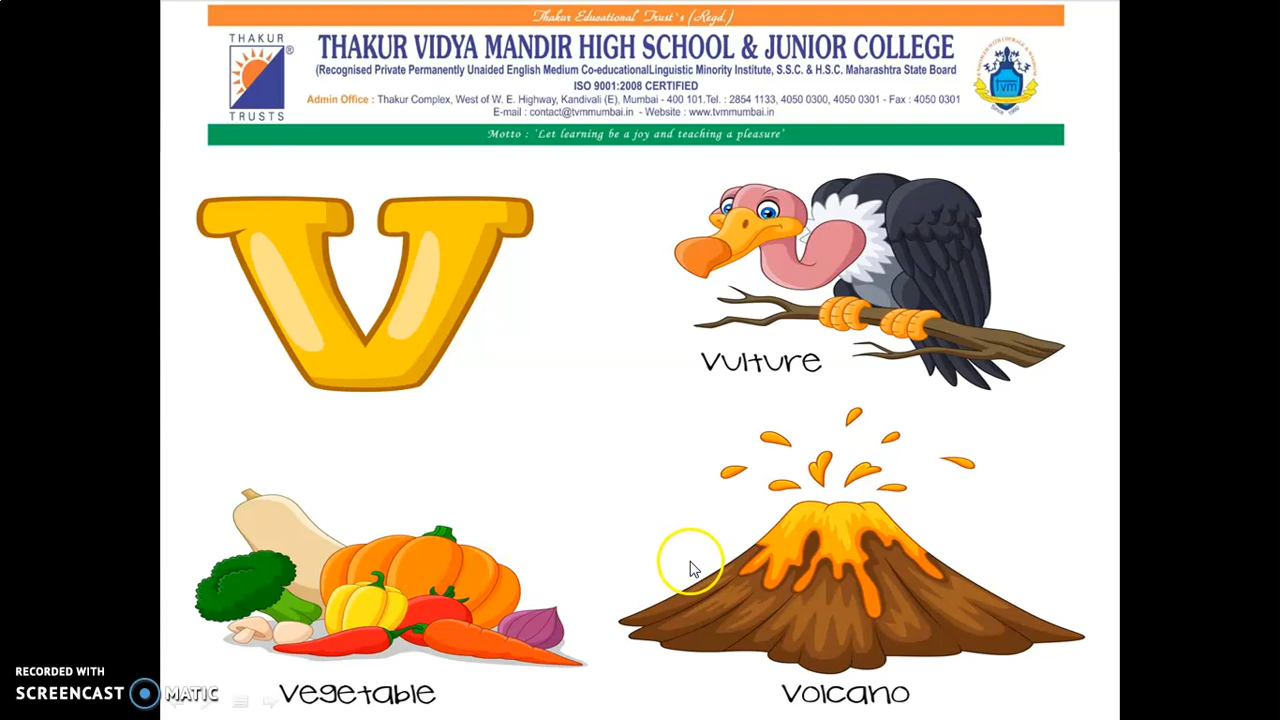 Thakur Educational Trust`s (Regd.)
THAKUR
TRUSTS
®
THAKUR VIDYA MANDIR HIGH SCHOOL & JUNIOR COLLEGE
(Recognised Private Permanently Unaided English Medium Co-educationalLinguistic Minority Institute, S.S.C. & H.S.C. Maharashtra State Board
ISO 9001:2008 CERTIFIED
Admin Office : Thakur Complex, West of W. E. Highway, Kandivali (E), Mumbai - 400 101.Tel. : 2854 1133, 4050 0300, 4050 0301 - Fax : 4050 0301
E-mail : contact@tvmmumbai.in - Website : www.tvmmumbai.in
tvm
Motto : `Let learning be a joy and teaching a pleasure'
V
Vulture
Vegetable
Volcano
RECORDED WITH
SCREENCAST MATIC